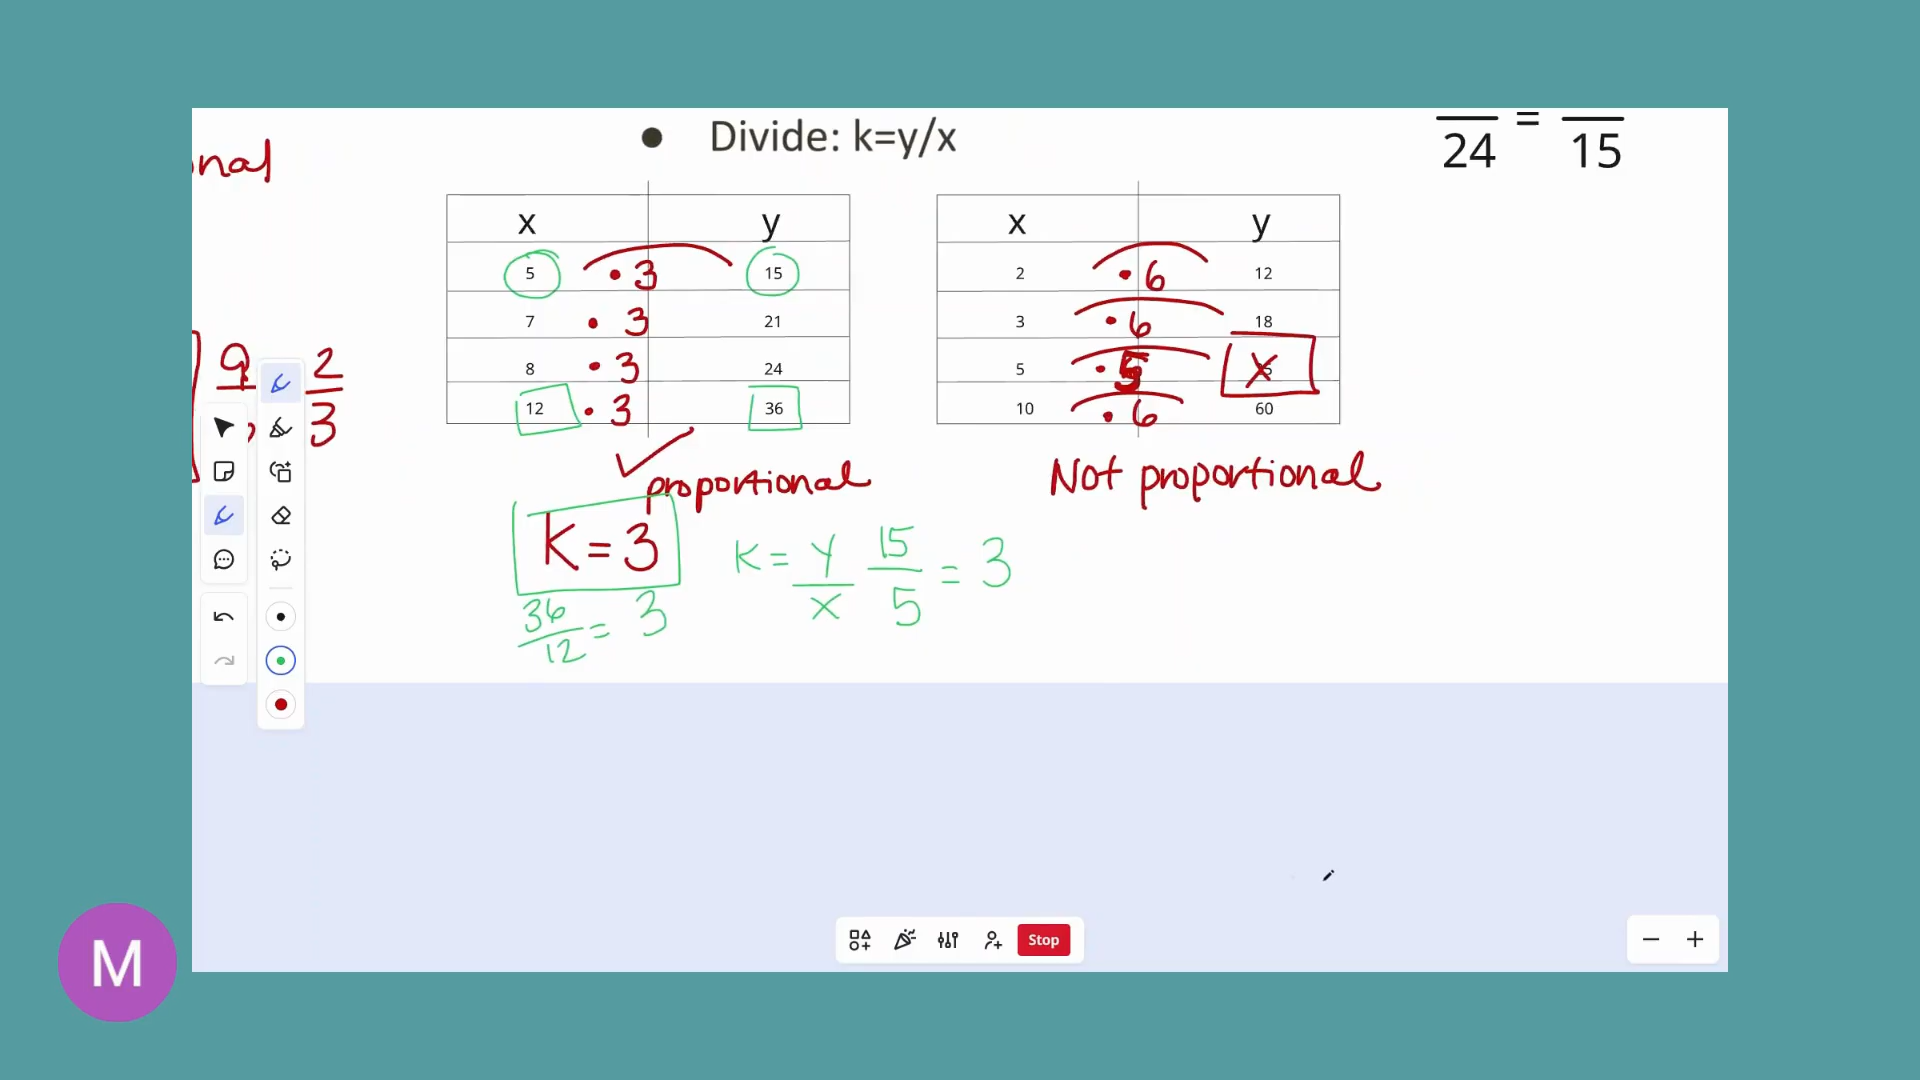 onal
• Divide: k=y/x
24 = 15
x y
5 • 3 15
7 • 3 21
8 • 3 24
12 • 3 36
x y
2 • 6 12
3 • 6 18
5 • 5 X
10 • 6 60
9 2
3
✓ proportional
Not proportional
K = 3
K = y/x 15/5 = 3
36/12 = 3
Stop
M